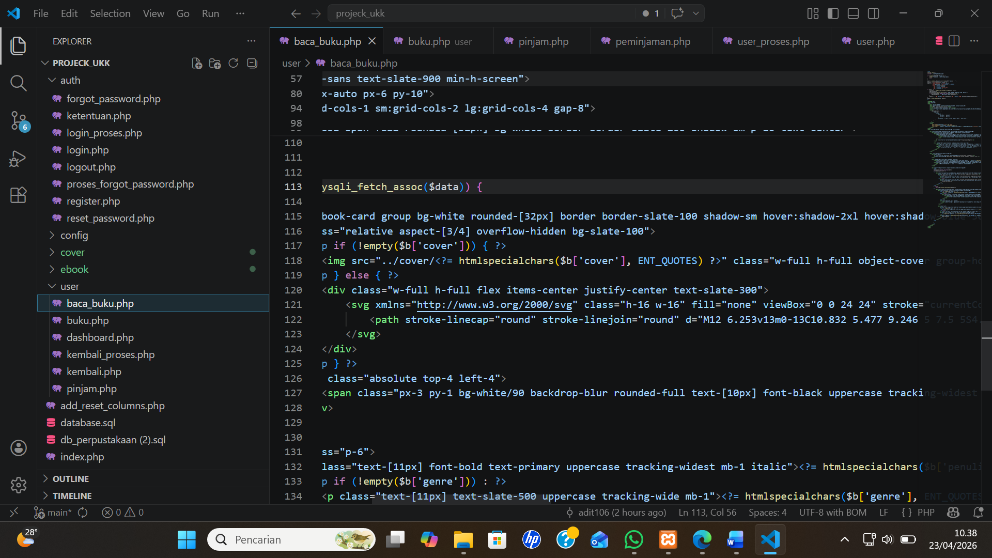 File Edit Selection View Go Run ··· projeck_ukk 1
EXPLORER ···
baca_buku.php buku.php user pinjam.php peminjaman.php user_proses.php user.php
user > baca_buku.php
PROJECK_UKK
auth
forgot_password.php
ketentuan.php
login_proses.php
login.php
logout.php
proses_forgot_password.php
register.php
reset_password.php
config
cover
ebook
user
baca_buku.php
buku.php
dashboard.php
kembali_proses.php
kembali.php
pinjam.php
add_reset_columns.php
database.sql
db_perpustakaan (2).sql
index.php
OUTLINE
TIMELINE
6
57 -sans text-slate-900 min-h-screen">
80 x-auto px-6 py-10">
94 d-cols-1 sm:grid-cols-2 lg:grid-cols-4 gap-8">
98
110
111
112
113 ysqli_fetch_assoc($data)) {
114
115 book-card group bg-white rounded-[32px] border border-slate-100 shadow-sm hover:shadow-2xl hover:shad
116 ss="relative aspect-[3/4] overflow-hidden bg-slate-100">
117 p if (!empty($b['cover'])) { ?>
118 <img src="../cover/<?= htmlspecialchars($b['cover'], ENT_QUOTES) ?>" class="w-full h-full object-cover group-ho
119 p } else { ?>
120 <div class="w-full h-full flex items-center justify-center text-slate-300">
121 <svg xmlns="http://www.w3.org/2000/svg" class="h-16 w-16" fill="none" viewBox="0 0 24 24" stroke="currentCo
122 <path stroke-linecap="round" stroke-linejoin="round" d="M12 6.253v13m0-13C10.832 5.477 9.246 5 7.5 5S4
123 </svg>
124 </div>
125 p } ?>
126 class="absolute top-4 left-4">
127 <span class="px-3 py-1 bg-white/90 backdrop-blur rounded-full text-[10px] font-black uppercase tracking-widest
128 v>
129
130
131 ss="p-6">
132 lass="text-[11px] font-bold text-primary uppercase tracking-widest mb-1 italic"><?= htmlspecialchars($b['penuli
133 p if (!empty($b['genre'])) : ?>
134 <p class="text-[11px] text-slate-500 uppercase tracking-wide mb-1"><?= htmlspecialchars($b['genre'], ENT_QUOTES
main* 0 0 adit106 (2 hours ago) Ln 113, Col 56 Spaces: 4 UTF-8 with BOM LF { } PHP
28° Pencarian 10.38
23/04/2026